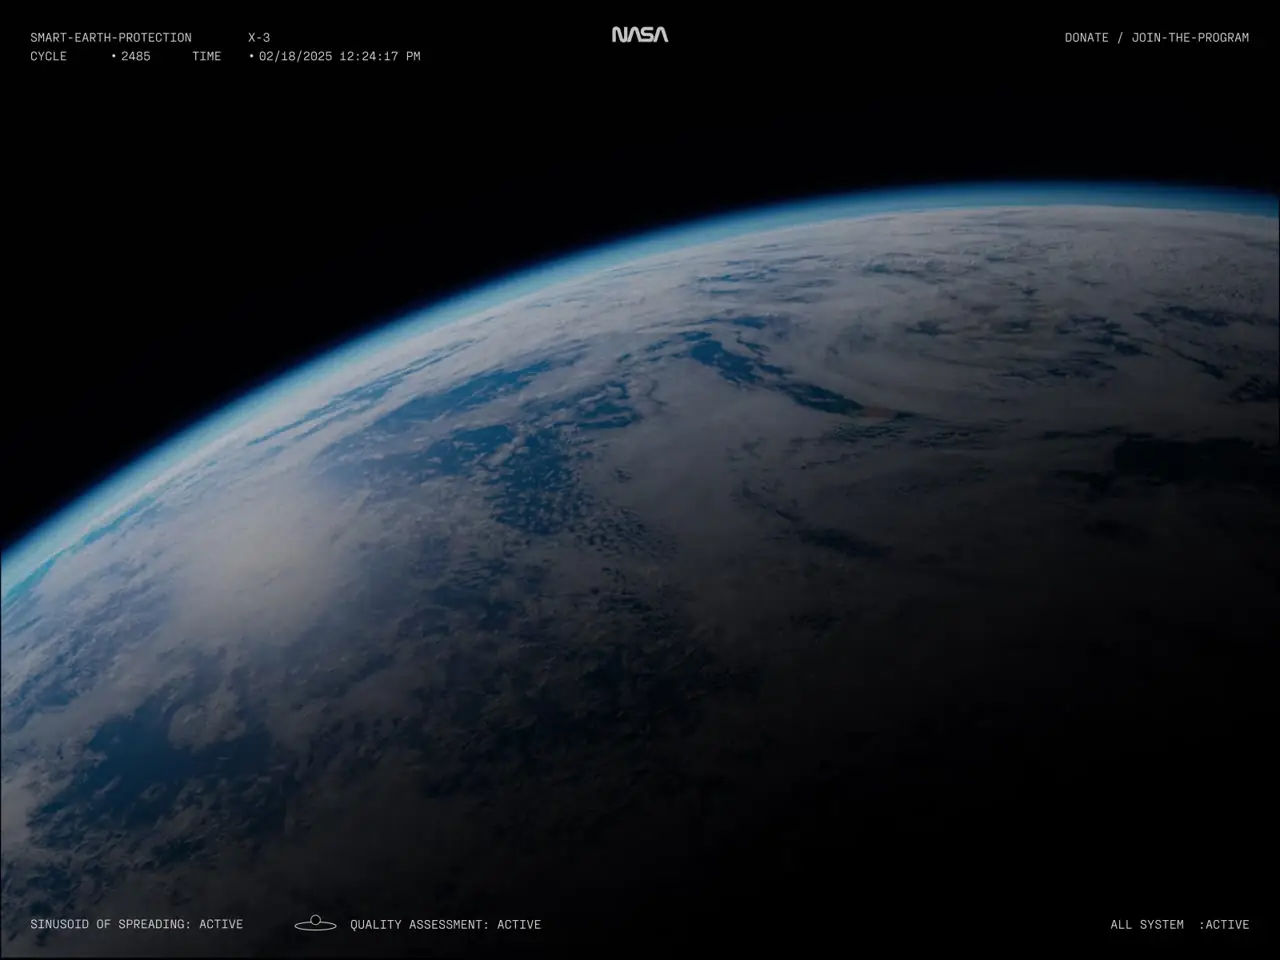 SMART-EARTH-PROTECTION X-3
CYCLE • 2485 TIME • 02/18/2025 12:24:17 PM
NASA
DONATE / JOIN-THE-PROGRAM
SINUSOID OF SPREADING: ACTIVE
QUALITY ASSESSMENT: ACTIVE
ALL SYSTEM :ACTIVE